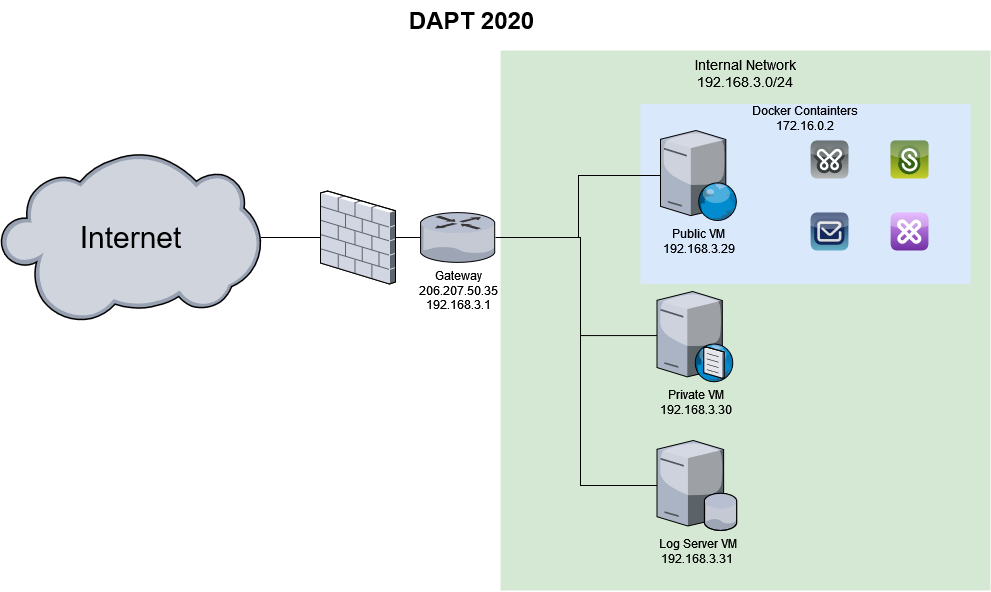 DAPT 2020
Internal Network
192.168.3.0/24
Docker Containters
172.16.0.2
Internet
Gateway
206.207.50.35
192.168.3.1
Public VM
192.168.3.29
Private VM
192.168.3.30
Log Server VM
192.168.3.31